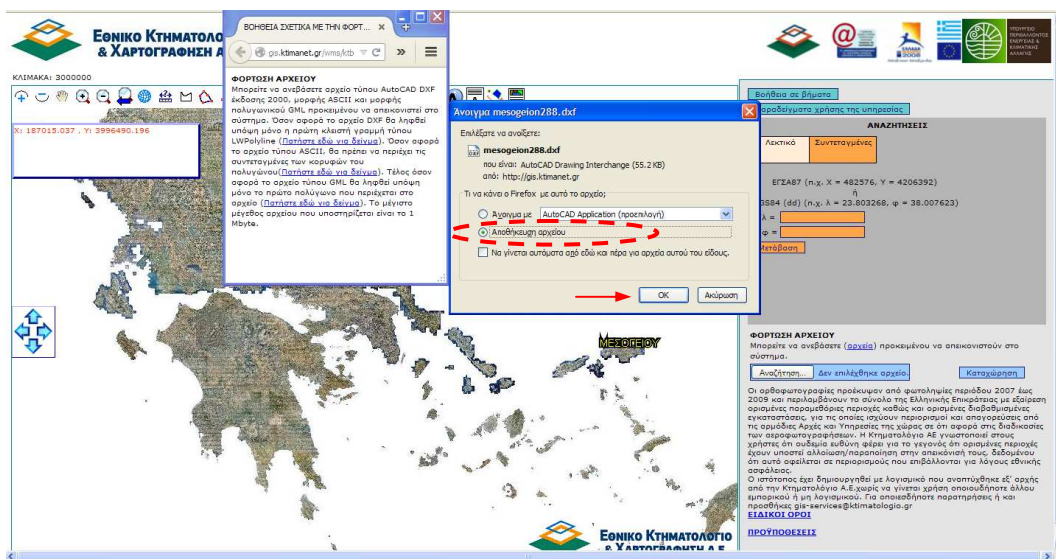 ΕΘΝΙΚΟ ΚΤΗΜΑΤΟΛΟ
& ΧΑΡΤΟΓΡΑΦΗΣΗ Α
ΚΛΙΜΑΚΑ: 3000000
X: 187015.037 , Y: 3996490.196
ΒΟΗΘΕΙΑ ΣΧΕΤΙΚΑ ΜΕ ΤΗΝ ΦΟΡΤ...
gis.ktimanet.gr/wms/ktb
ΦΟΡΤΩΣΗ ΑΡΧΕΙΟΥ
Μπορείτε να ανεβάσετε αρχείο τύπου AutoCAD DXF
έκδοσης 2000, μορφής ASCII και μορφής
πολυγωνικού GML προκειμένου να απεικονιστεί στο
σύστημα. Όσον αφορά το αρχείο DXF θα ληφθεί
υπόψη μόνο η πρώτη κλειστή γραμμή τύπου
LWPolyline (Πατήστε εδώ για δείγμα). Όσον αφορά
το αρχείο τύπου ASCII, θα πρέπει να περιέχει τις
συντεταγμένες των κορυφών του
πολυγώνου(Πατήστε εδώ για δείγμα). Τέλος όσον
αφορά το αρχείο τύπου GML θα ληφθεί υπόψη
μόνο το πρώτο πολύγωνο που περιέχεται στο
αρχείο (Πατήστε εδώ για δείγμα). Το μέγιστο
μέγεθος αρχείου που υποστηρίζεται είναι το 1
Mbyte.
Άνοιγμα mesogeion288.dxf
Επιλέξατε να ανοίξετε:
mesogeion288.dxf
που είναι: AutoCAD Drawing Interchange (55.2 KB)
από: http://gis.ktimanet.gr
Τι να κάνει ο Firefox με αυτό το αρχείο;
Άνοιγμα με AutoCAD Application (προεπιλογή)
Αποθήκευση αρχείου
Να γίνεται αυτόματα από εδώ και πέρα για αρχεία αυτού του είδους.
OK Ακύρωση
ΜΕΣΟΓΕΙΟΥ
ΕΘΝΙΚΟ ΚΤΗΜΑΤΟΛΟΓΙΟ
& ΧΑΡΤΟΓΡΑΦΗΣΗ Α.Ε.
ΥΠΟΥΡΓΕΙΟ
ΠΕΡΙΒΑΛΛΟΝΤΟΣ
ΕΝΕΡΓΕΙΑΣ &
ΚΛΙΜΑΤΙΚΗΣ
ΑΛΛΑΓΗΣ
Βοήθεια σε βήματα
Παραδείγματα χρήσης της υπηρεσίας
ΑΝΑΖΗΤΗΣΕΙΣ
Λεκτικό Συντεταγμένες
ΕΓΣΑ87 (π.χ. Χ = 482576, Υ = 4206392)
ή
GS84 (dd) (π.χ. λ = 23.803268, φ = 38.007623)
λ =
φ =
Μετάβαση
ΦΟΡΤΩΣΗ ΑΡΧΕΙΟΥ
Μπορείτε να ανεβάσετε (αρχεία) προκειμένου να απεικονιστούν στο
σύστημα.
Αναζήτηση... Δεν επιλέχθηκε αρχείο. Καταχώρηση
Οι ορθοφωτογραφίες προέκυψαν από φωτοληψίες περιόδου 2007 έως
2009 και περιλαμβάνουν το σύνολο της Ελληνικής Επικράτειας με εξαίρεση
ορισμένες παραμεθόριες περιοχές καθώς και ορισμένες διαβαθμισμένες
εγκαταστάσεις, για τις οποίες ισχύουν περιορισμοί και απαγορεύσεις από
τις αρμόδιες Αρχές και Υπηρεσίες της χώρας σε ότι αφορά στις διαδικασίες
των αεροφωτογραφήσεων. Η Κτηματολόγιο ΑΕ γνωστοποιεί στους
χρήστες ότι ουδεμία ευθύνη φέρει για το γεγονός ότι ορισμένες περιοχές
έχουν υποστεί αλλοίωση/παραποίηση στην απεικόνισή τους, δεδομένου
ότι αυτό οφείλεται σε περιορισμούς που επιβάλλονται για λόγους εθνικής
ασφάλειας.
Ο ιστότοπος έχει δημιουργηθεί με λογισμικό που αναπτύχθηκε εξ' αρχής
από την Κτηματολόγιο Α.Ε.χωρίς να γίνεται χρήση οποιουδήποτε άλλου
εμπορικού ή μη λογισμικού. Για οποιεσδήποτε παρατηρήσεις ή και
προσθήκες gis-services@ktimatologio.gr
ΕΙΔΙΚΟΙ ΟΡΟΙ
ΠΡΟΫΠΟΘΕΣΕΙΣ